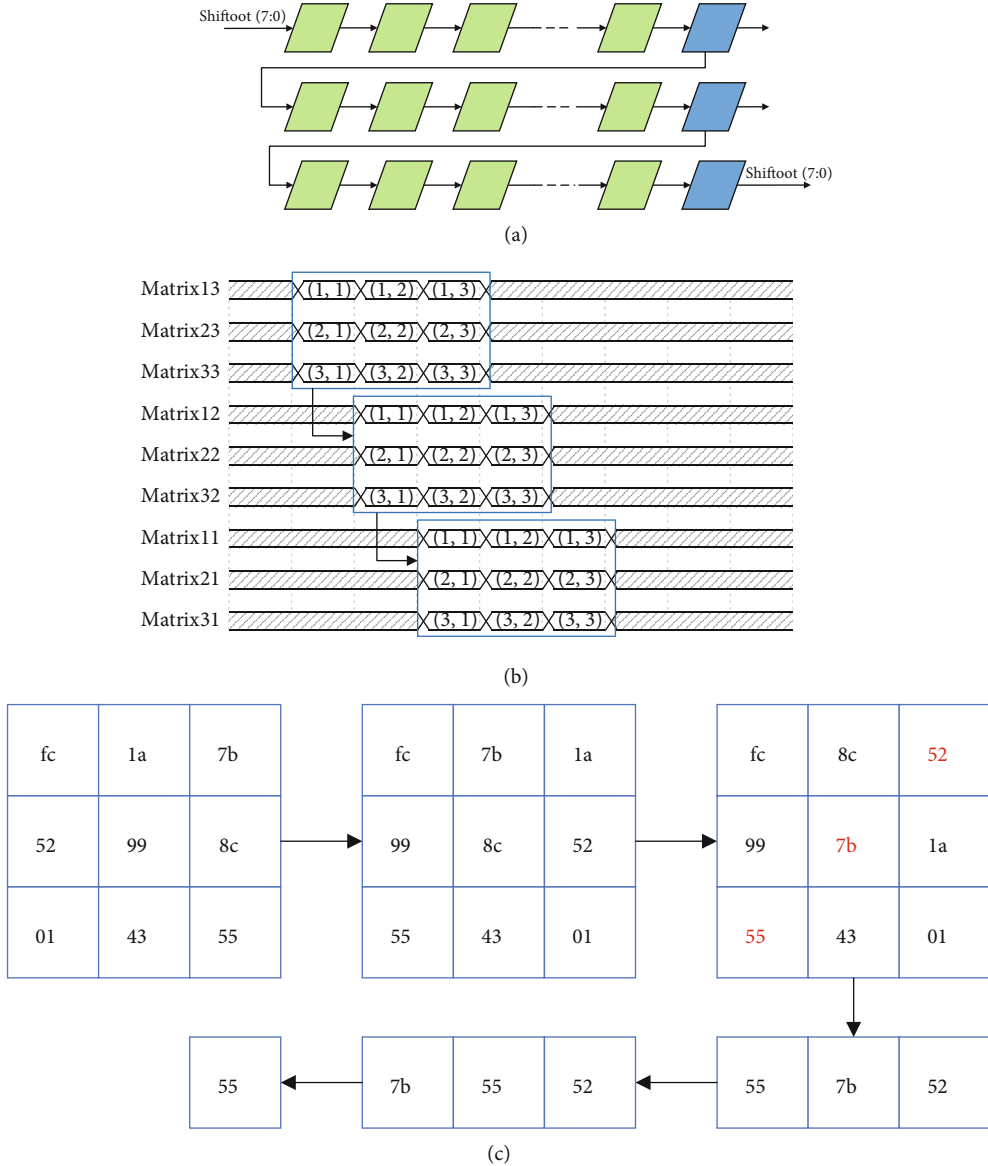 Shiftoot (7:0)
Shiftoot (7:0)
(a)
Matrix13 (1, 1) (1, 2) (1, 3)
Matrix23 (2, 1) (2, 2) (2, 3)
Matrix33 (3, 1) (3, 2) (3, 3)
Matrix12 (1, 1) (1, 2) (1, 3)
Matrix22 (2, 1) (2, 2) (2, 3)
Matrix32 (3, 1) (3, 2) (3, 3)
Matrix11 (1, 1) (1, 2) (1, 3)
Matrix21 (2, 1) (2, 2) (2, 3)
Matrix31 (3, 1) (3, 2) (3, 3)
(b)
fc 1a 7b fc 7b 1a fc 8c 52
52 99 8c 99 8c 52 99 7b 1a
01 43 55 55 43 01 55 43 01
55 7b 55 52 55 7b 52
(c)